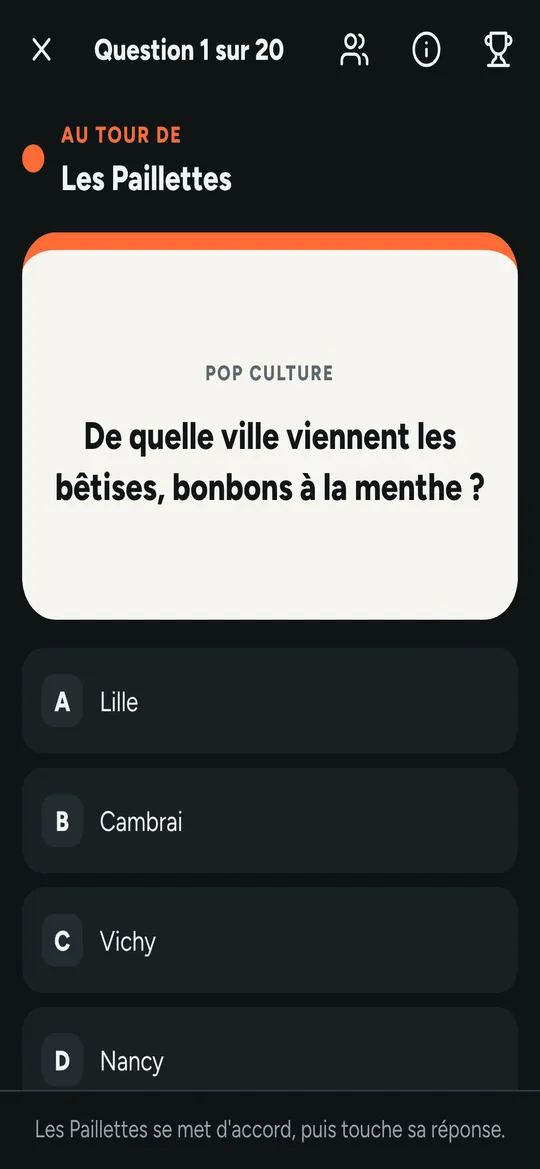 Question 1 sur 20
AU TOUR DE
Les Paillettes
POP CULTURE
De quelle ville viennent les
bêtises, bonbons à la menthe ?
A Lille
B Cambrai
C Vichy
D Nancy
Les Paillettes se met d'accord, puis touche sa réponse.